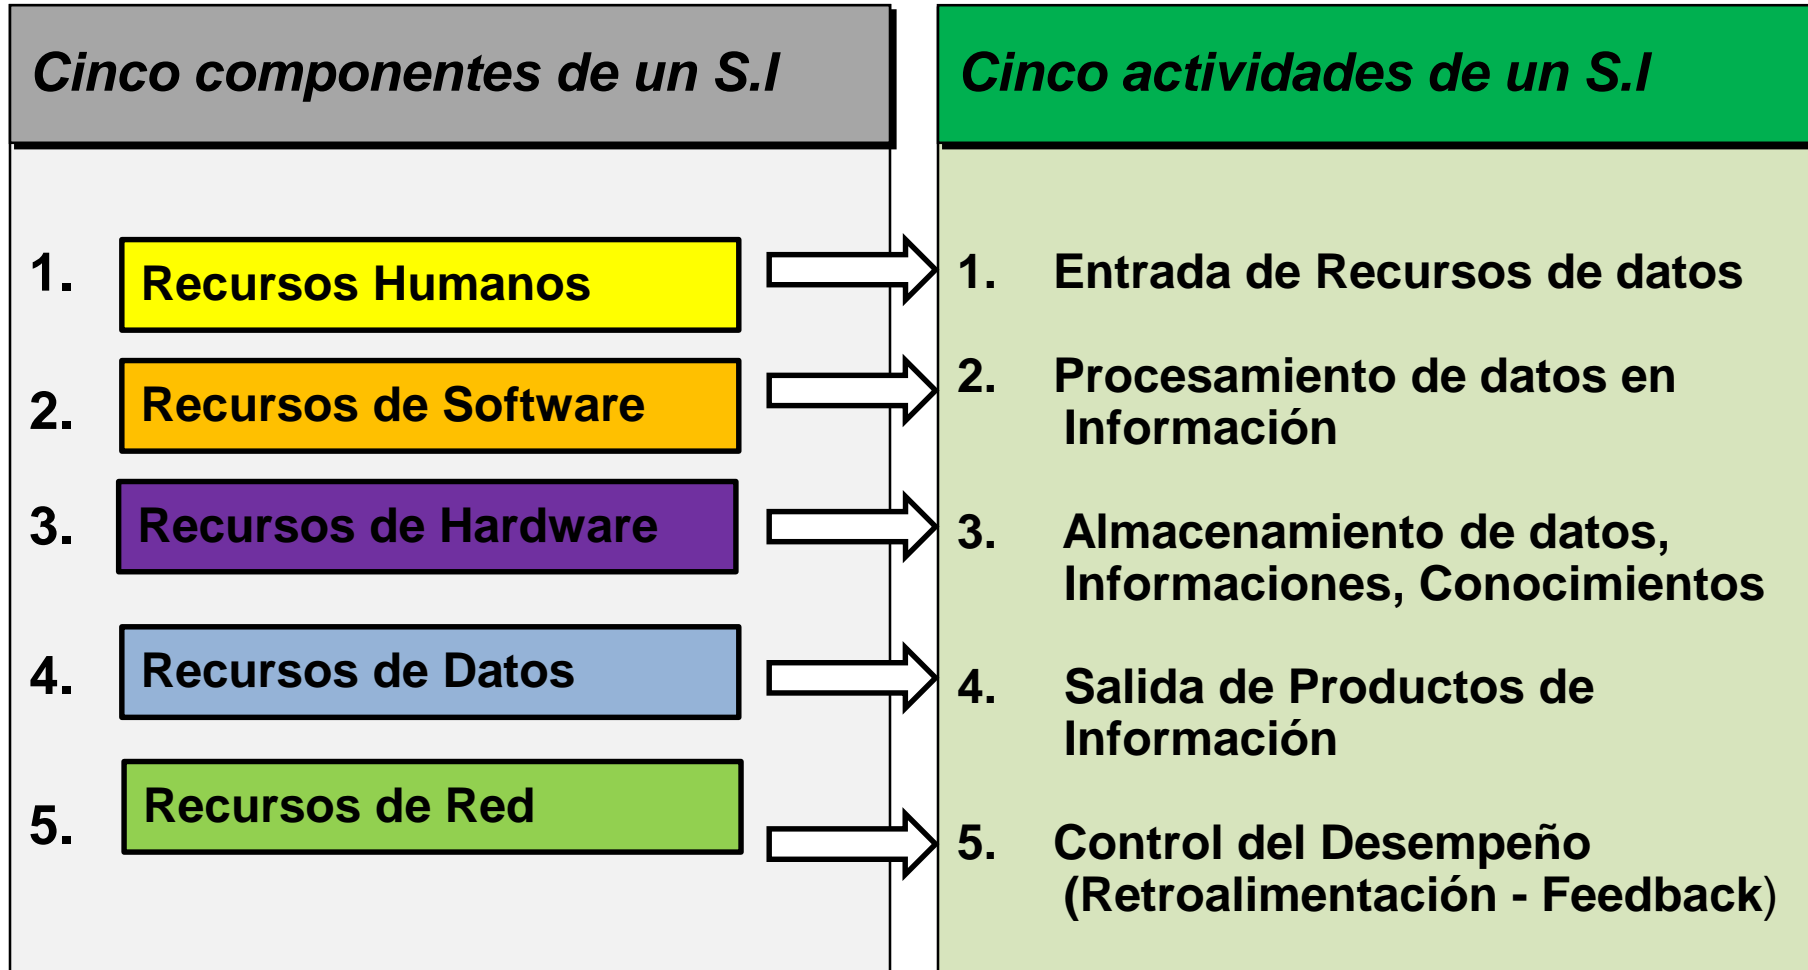 Cinco componentes de un S.I
1. Recursos Humanos
2. Recursos de Software
3. Recursos de Hardware
4. Recursos de Datos
5. Recursos de Red
Cinco actividades de un S.I
1. Entrada de Recursos de datos
2. Procesamiento de datos en
Información
3. Almacenamiento de datos,
Informaciones, Conocimientos
4. Salida de Productos de
Información
5. Control del Desempeño
(Retroalimentación - Feedback)